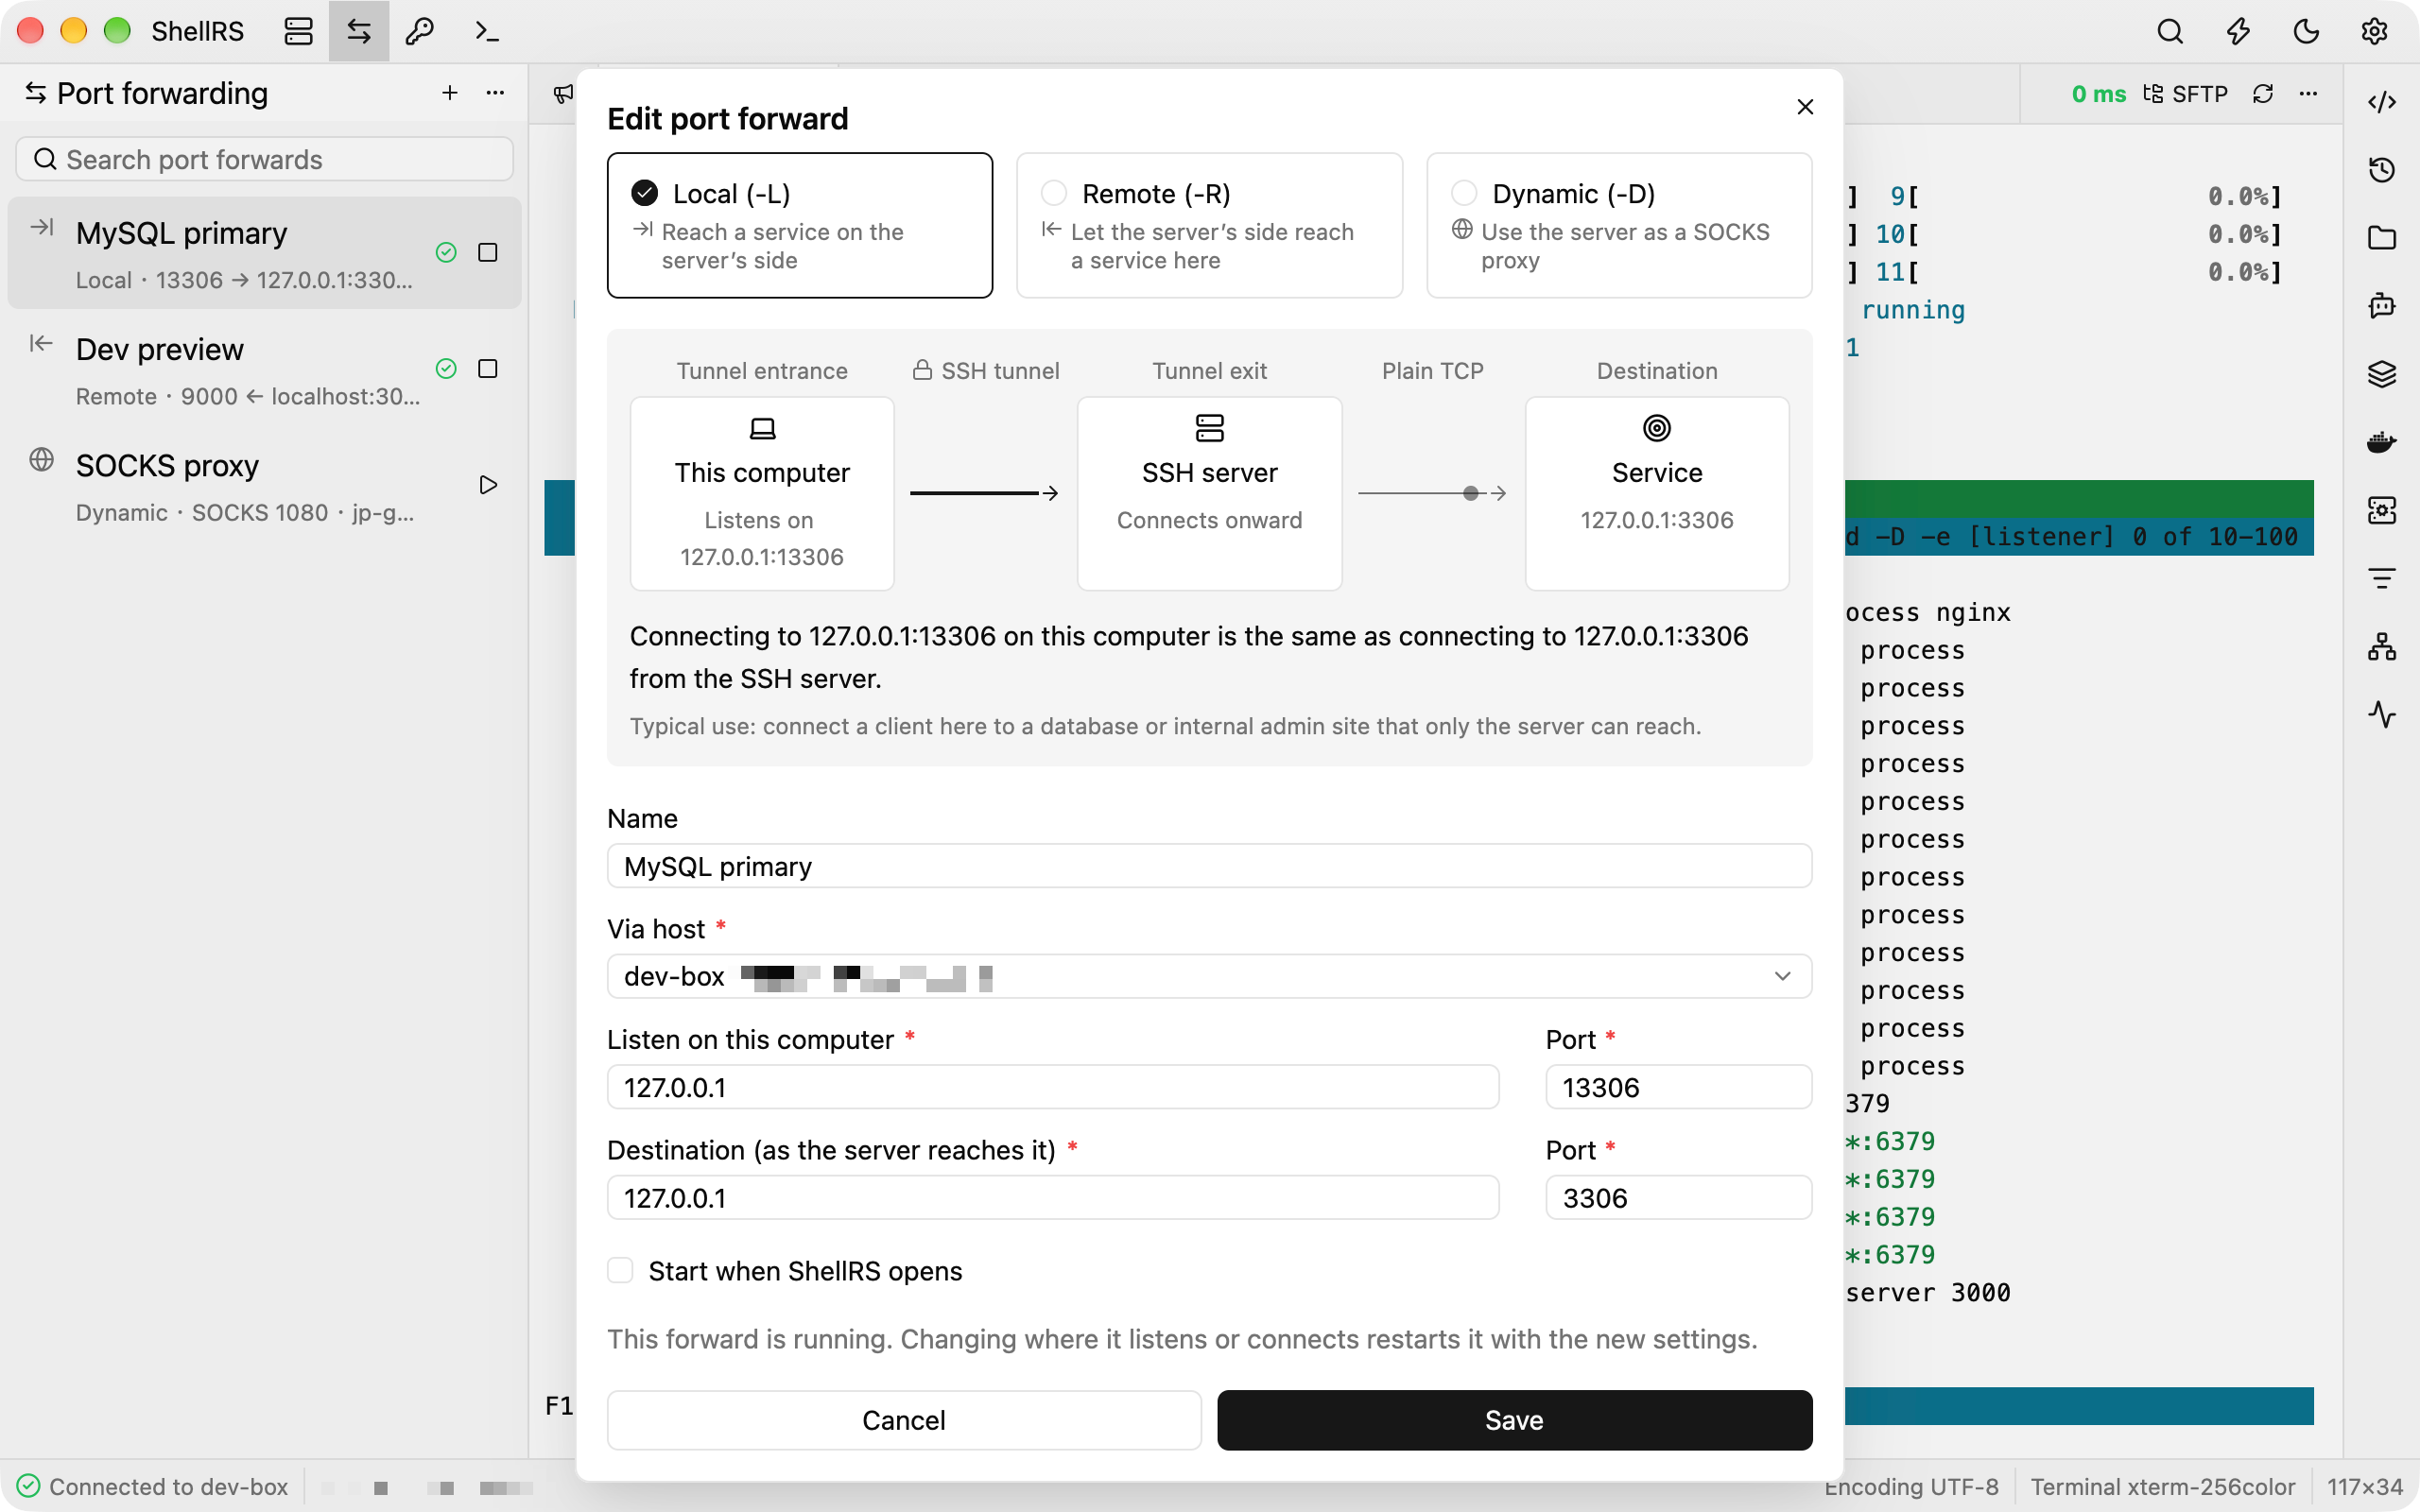 ShellRS
Port forwarding
Search port forwards
MySQL primary
Local · 13306 → 127.0.0.1:330...
Dev preview
Remote · 9000 ← localhost:30...
SOCKS proxy
Dynamic · SOCKS 1080 · jp-g...
Edit port forward
Local (-L)
Reach a service on the
server’s side
Remote (-R)
Let the server’s side reach
a service here
Dynamic (-D)
Use the server as a SOCKS
proxy
Tunnel entrance
SSH tunnel
Tunnel exit
Plain TCP
Destination
This computer
Listens on
127.0.0.1:13306
SSH server
Connects onward
Service
127.0.0.1:3306
Connecting to 127.0.0.1:13306 on this computer is the same as connecting to 127.0.0.1:3306
from the SSH server.
Typical use: connect a client here to a database or internal admin site that only the server can reach.
Name
MySQL primary
Via host *
dev-box
Listen on this computer *
Port *
127.0.0.1
13306
Destination (as the server reaches it) *
Port *
127.0.0.1
3306
Start when ShellRS opens
This forward is running. Changing where it listens or connects restarts it with the new settings.
Cancel
Save
0 ms SFTP
] 9[ 0.0%]
] 10[ 0.0%]
] 11[ 0.0%]
running
1
d -D -e [listener] 0 of 10-100
ocess nginx
process
process
process
process
process
process
process
process
process
process
process
process
379
*:6379
*:6379
*:6379
*:6379
server 3000
F1
Connected to dev-box
Encoding UTF-8
Terminal xterm-256color
117×34